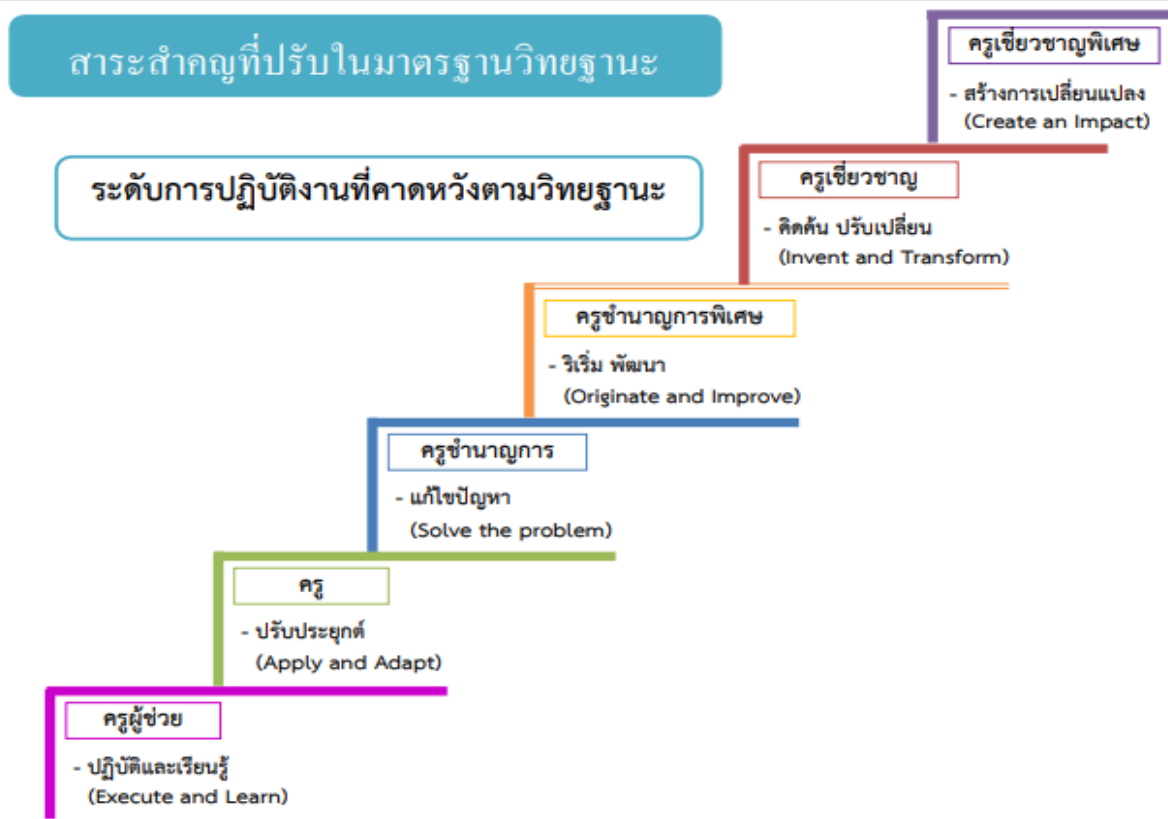 สาระสำคญที่ปรับในมาตรฐานวิทยฐานะ
ระดับการปฏิบัติงานที่คาดหวังตามวิทยฐานะ
ครูเชี่ยวชาญพิเศษ
- สร้างการเปลี่ยนแปลง
(Create an Impact)
ครูเชี่ยวชาญ
- คิดค้น ปรับเปลี่ยน
(Invent and Transform)
ครูชำนาญการพิเศษ
- ริเริ่ม พัฒนา
(Originate and Improve)
ครูชำนาญการ
- แก้ไขปัญหา
(Solve the problem)
ครู
- ปรับประยุกต์
(Apply and Adapt)
ครูผู้ช่วย
- ปฏิบัติและเรียนรู้
(Execute and Learn)